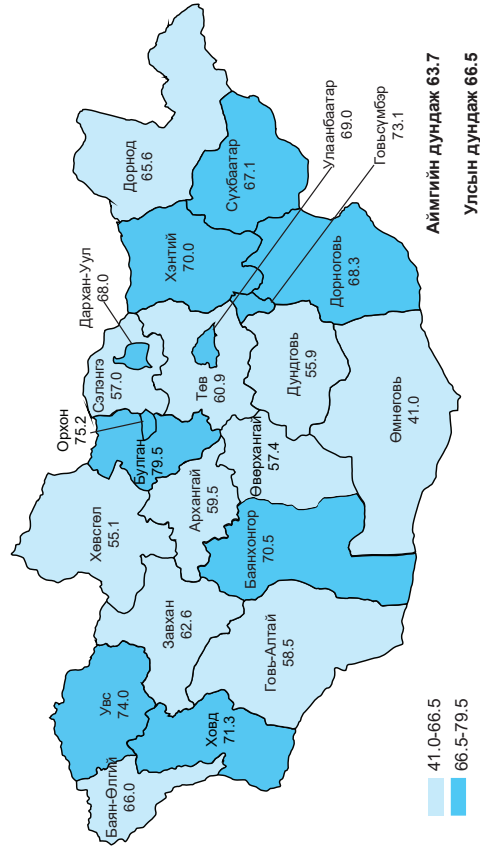 Баян-Өлгий
66.0
Увс
74.0
Ховд
71.3
Завхан
62.6
Говь-Алтай
58.5
Хөвсгөл
55.1
Архангай
59.5
Баянхонгор
70.5
Орхон
75.2
Булган
79.5
Өвөрхангай
57.4
Сэлэнгэ
57.0
Дархан-Уул
68.0
Төв
60.9
Дундговь
55.9
Өмнөговь
41.0
Хэнтий
70.0
Дорноговь
68.3
Дорнод
65.6
Сүхбаатар
67.1
Улаанбаатар
69.0
Говьсүмбэр
73.1
41.0-66.5
66.5-79.5
Аймгийн дундаж 63.7
Улсын дундаж 66.5